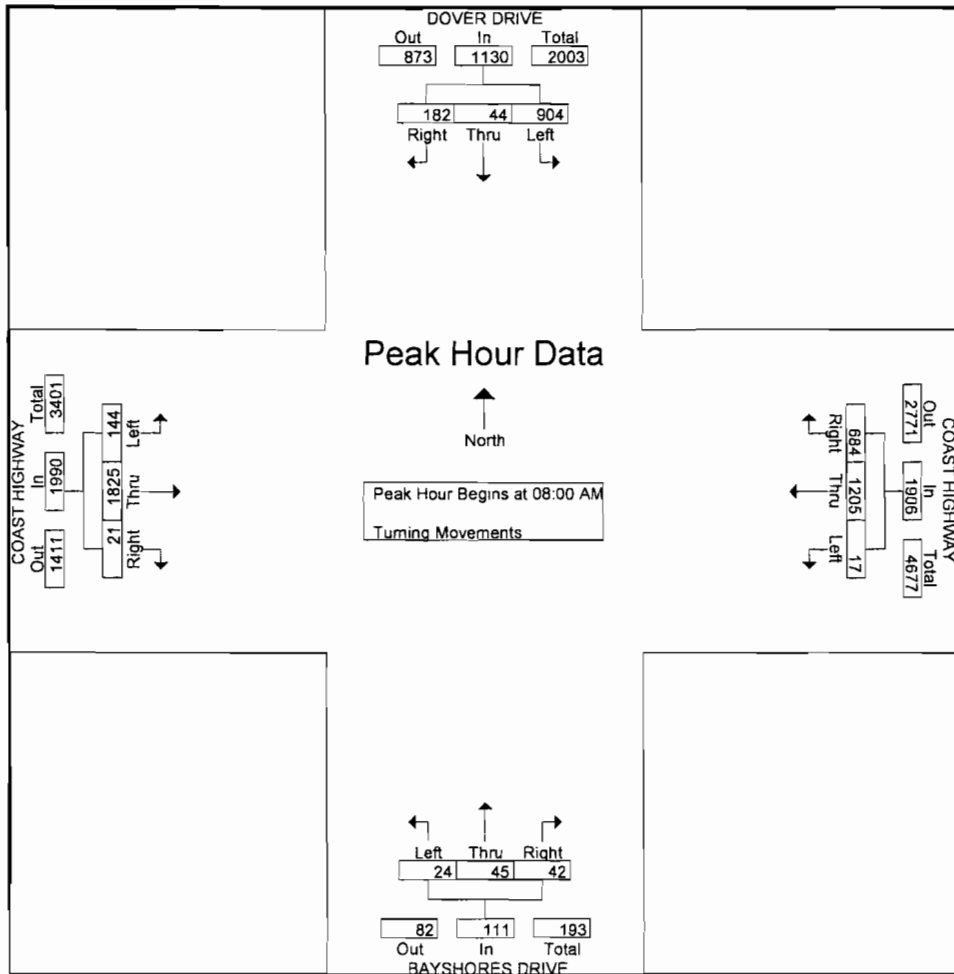 DOVER DRIVE
Out In Total
873 1130 2003
182 44 904
Right Thru Left
Peak Hour Data
North
Peak Hour Begins at 08:00 AM
Turning Movements
COAST HIGHWAY
Out In Total
1411 1990 3401
21 1825 144
Right Thru Left
COAST HIGHWAY
Out In Total
2771 1906 4677
684 1205 17
Right Thru Left
Left Thru Right
24 45 42
82 111 193
Out In Total
BAYSHORES DRIVE